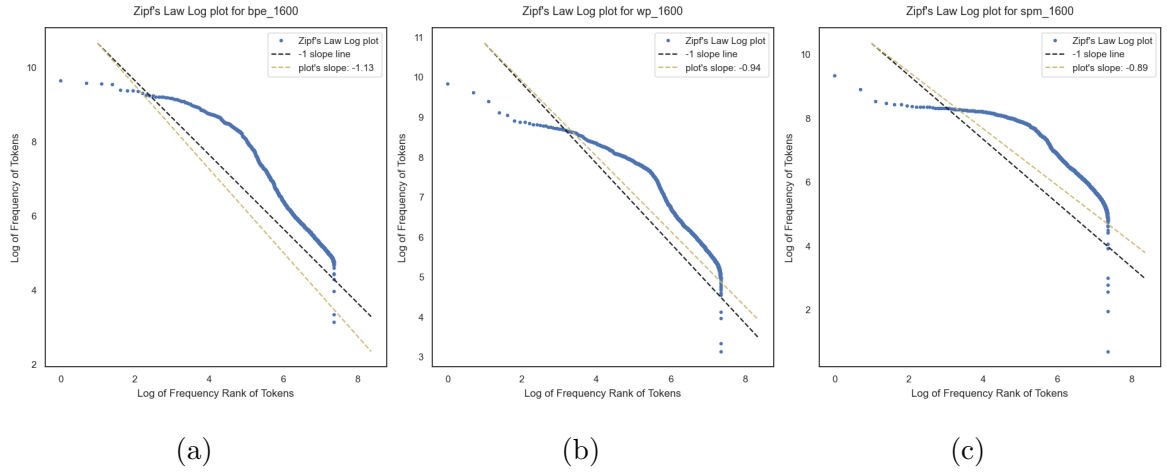 Zipf's Law Log plot for bpe_1600
Zipf's Law Log plot
-1 slope line
plot's slope: -1.13
Log of Frequency of Tokens
10
8
6
4
2
0
2
4
6
8
Log of Frequency Rank of Tokens
(a)
Zipf's Law Log plot for wp_1600
Zipf's Law Log plot
-1 slope line
plot's slope: -0.94
Log of Frequency of Tokens
11
10
9
8
7
6
5
4
3
0
2
4
6
8
Log of Frequency Rank of Tokens
(b)
Zipf's Law Log plot for spm_1600
Zipf's Law Log plot
-1 slope line
plot's slope: -0.89
Log of Frequency of Tokens
10
8
6
4
2
0
2
4
6
8
Log of Frequency Rank of Tokens
(c)